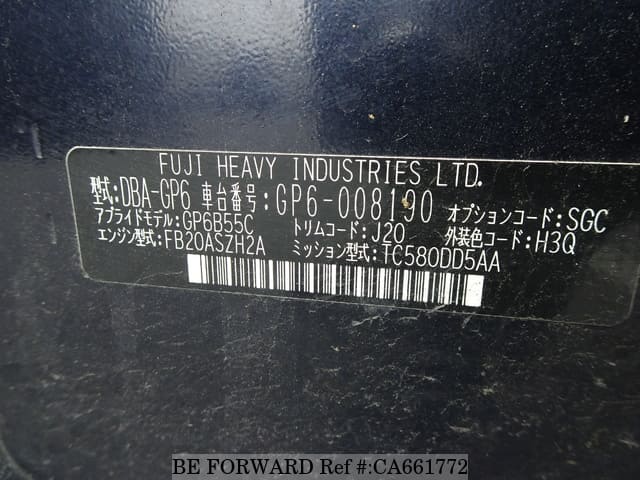 FUJI HEAVY INDUSTRIES LTD.
型式:DBA-GP6 車台番号:GP6-008190 オプションコード:SGC
アプライドモデル:GP6B55C トリムコード:J20 外装色コード:H3Q
エンジン型式:FB20ASZH2A ミッション型式:TC580DD5AA
BE FORWARD Ref #:CA661772